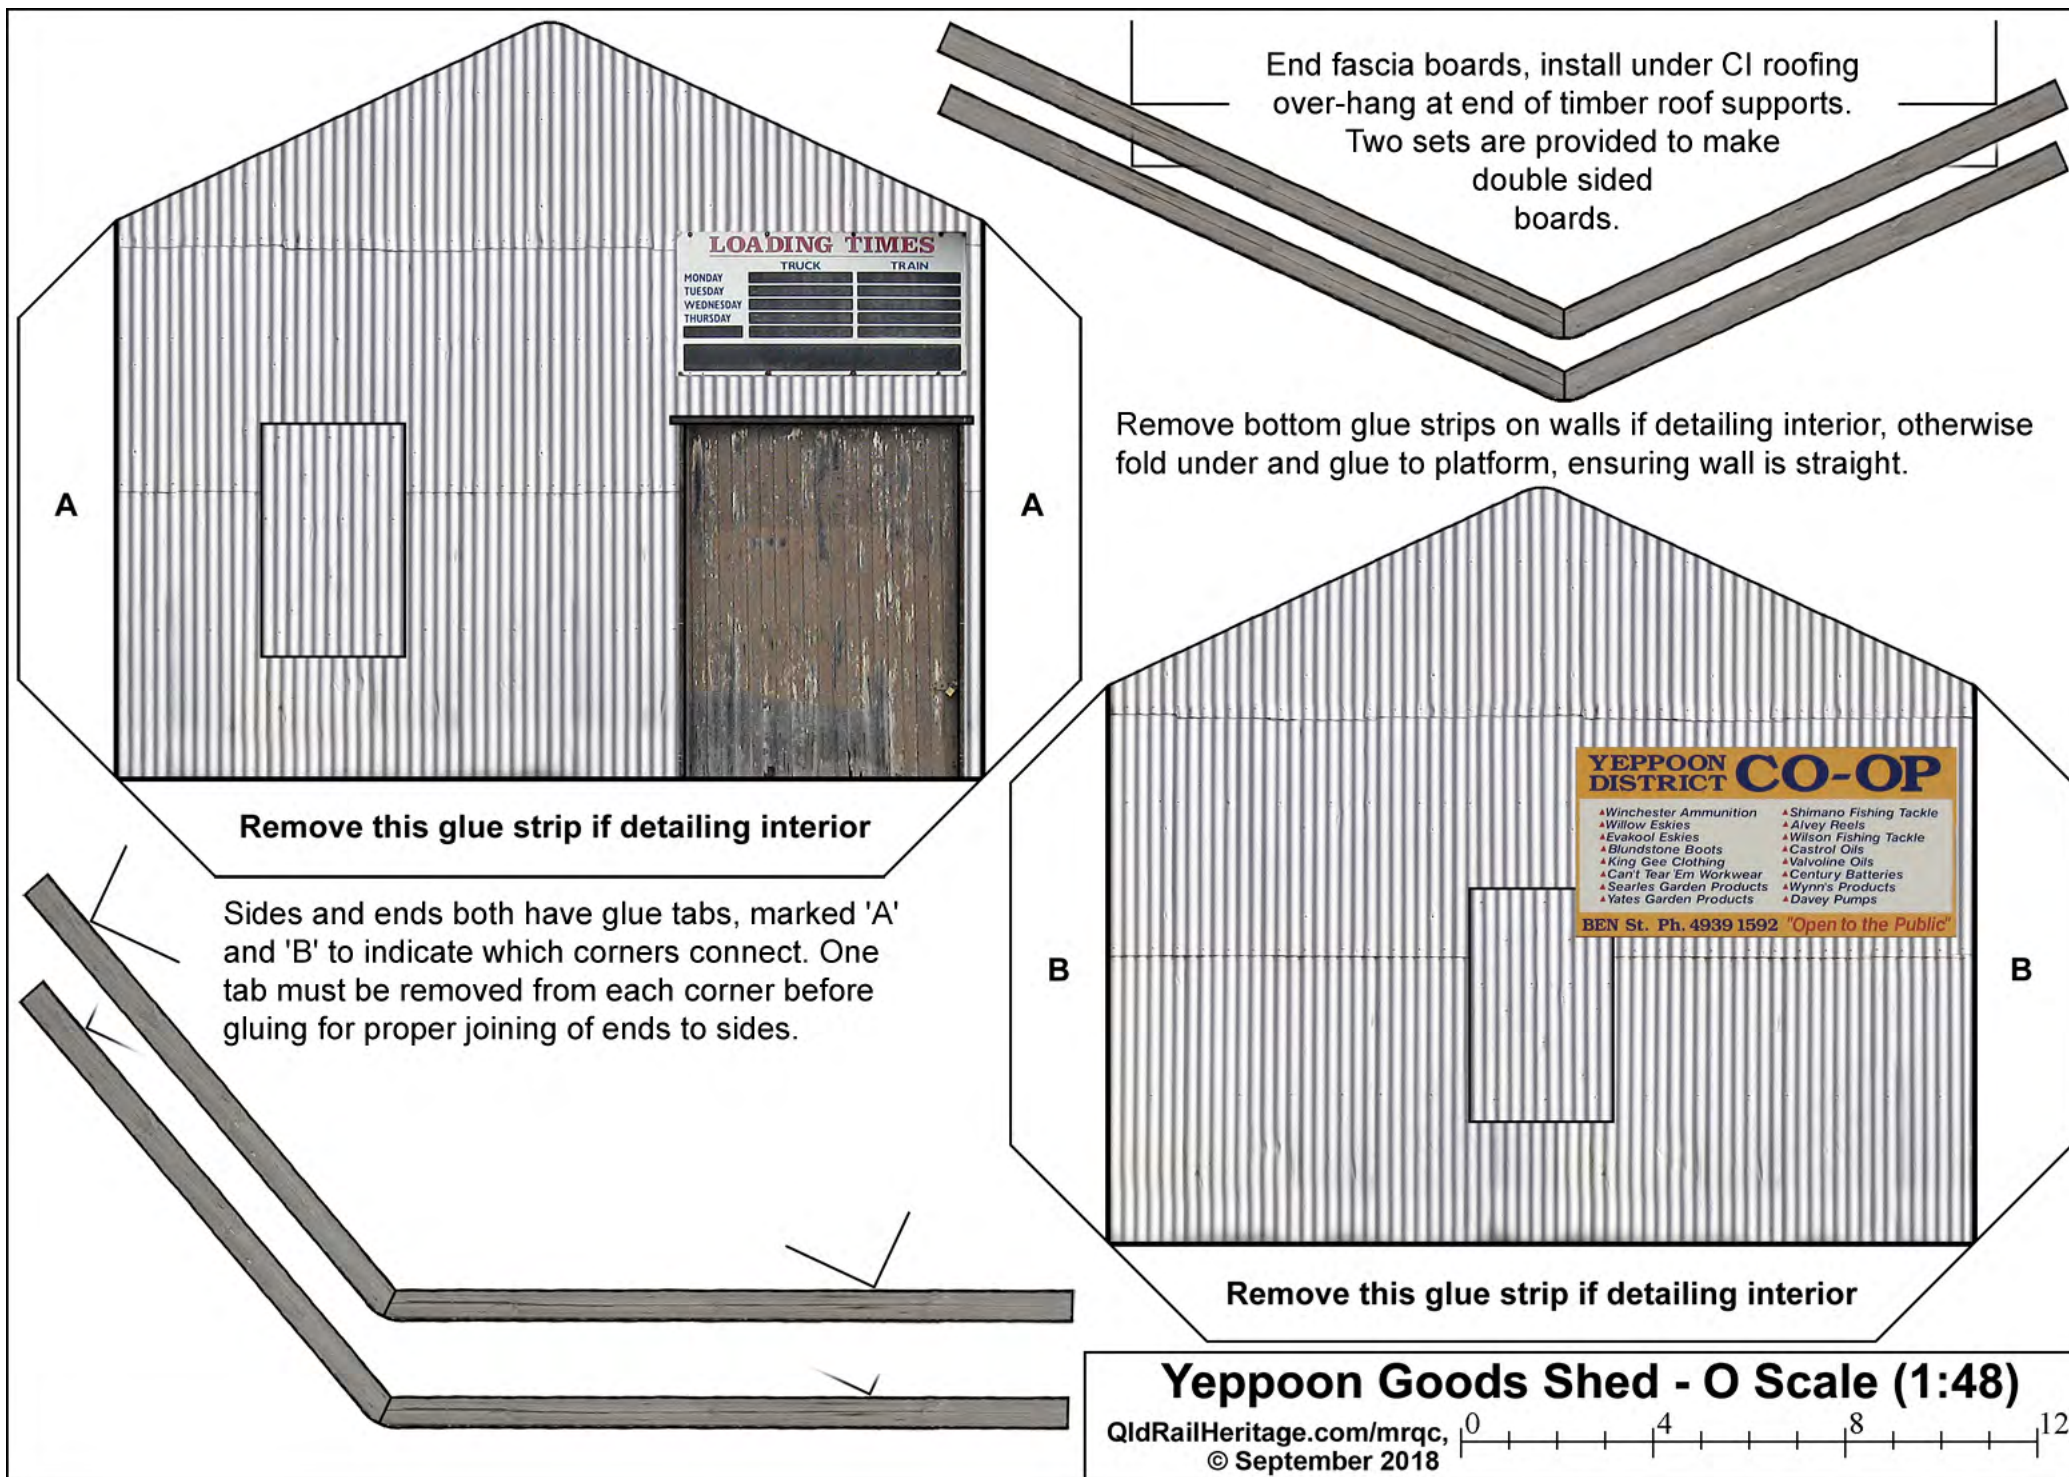 End fascia boards, install under CI roofing
over-hang at end of timber roof supports.
Two sets are provided to make
double sided
boards.
LOADING TIMES
TRUCK TRAIN
MONDAY
TUESDAY
WEDNESDAY
THURSDAY
A
A
Remove this glue strip if detailing interior
Remove bottom glue strips on walls if detailing interior, otherwise
fold under and glue to platform, ensuring wall is straight.
Sides and ends both have glue tabs, marked 'A'
and 'B' to indicate which corners connect. One
tab must be removed from each corner before
gluing for proper joining of ends to sides.
YEPPOON
DISTRICT CO-OP
Winchester Ammunition
Willow Eskies
Evakool Eskies
Blundstone Boots
King Gee Clothing
Can't Tear 'Em Workwear
Searles Garden Products
Yates Garden Products
Shimano Fishing Tackle
Alvey Reels
Wilson Fishing Tackle
Castrol Oils
Valvoline Oils
Century Batteries
Wynn's Products
Davey Pumps
BEN St. Ph. 4939 1592 "Open to the Public"
B
B
Remove this glue strip if detailing interior
Yeppoon Goods Shed - O Scale (1:48)
QldRailHeritage.com/mrqc,
© September 2018
0 4 8 12